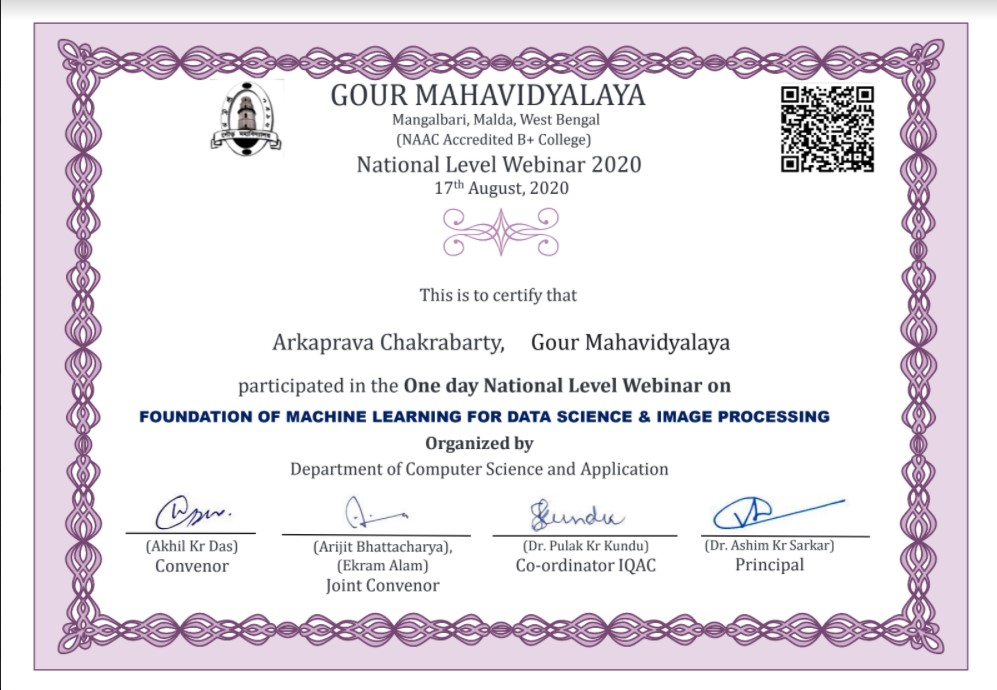 GOUR MAHAVIDYALAYA
Mangalbari, Malda, West Bengal
(NAAC Accredited B+ College)
National Level Webinar 2020
17th August, 2020
গৌড় মহাবিদ্যালয়
This is to certify that
Arkaprava Chakrabarty, Gour Mahavidyalaya
participated in the One day National Level Webinar on
FOUNDATION OF MACHINE LEARNING FOR DATA SCIENCE & IMAGE PROCESSING
Organized by
Department of Computer Science and Application
Kundu
(Akhil Kr Das)
Convenor
(Arijit Bhattacharya),
(Ekram Alam)
Joint Convenor
(Dr. Pulak Kr Kundu)
Co-ordinator IQAC
(Dr. Ashim Kr Sarkar)
Principal